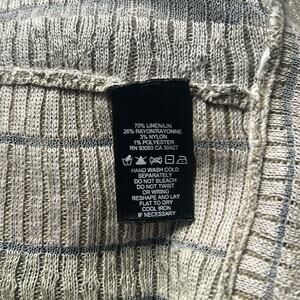 70% LINEN/LIN
26% RAYON/RAYONNE
3% NYLON
1% POLYESTER
RN 93093 CA 30427
HAND WASH COLD
SEPARATELY
DO NOT BLEACH
DO NOT TWIST
OR WRING
RESHAPE AND LAY
FLAT TO DRY
COOL IRON
IF NECESSARY